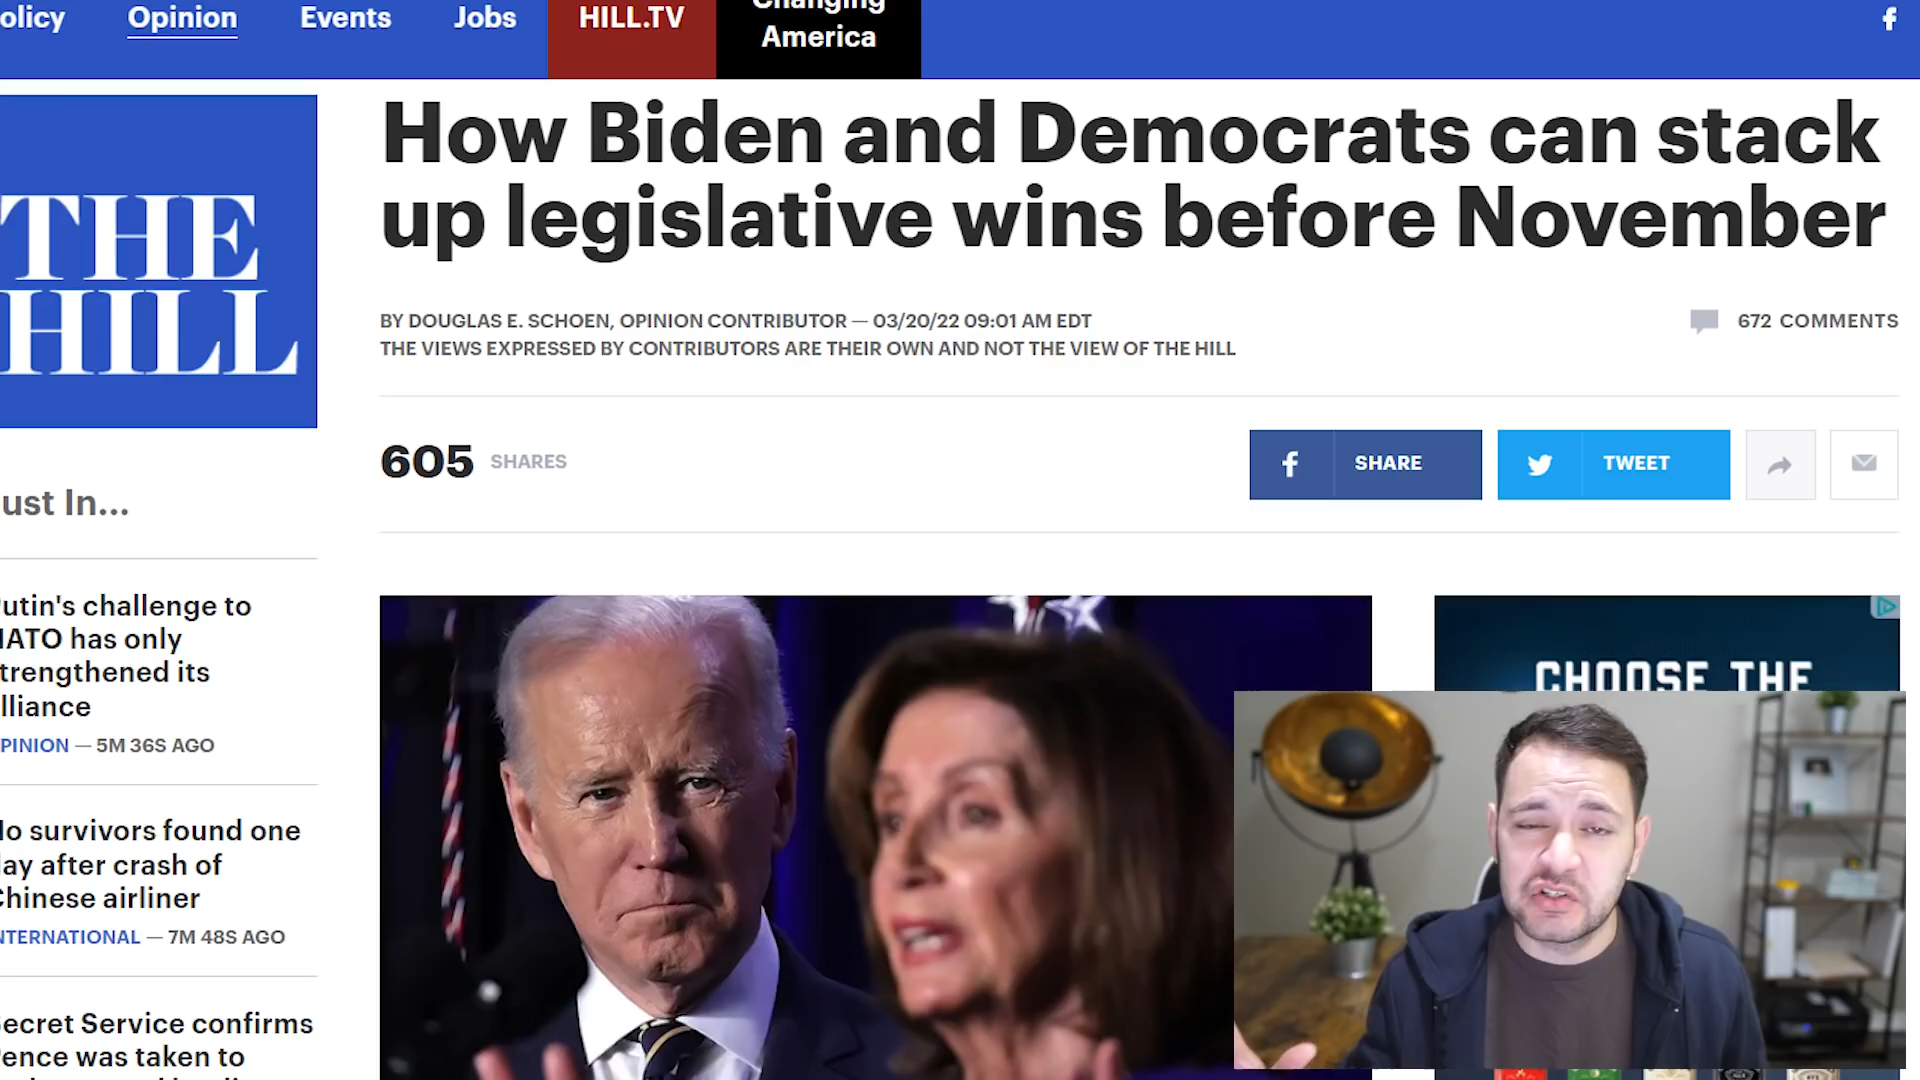 olicy
Opinion
Events
Jobs
HILL.TV
Changing
America
THE
HILL
How Biden and Democrats can stack
up legislative wins before November
BY DOUGLAS E. SCHOEN, OPINION CONTRIBUTOR — 03/20/22 09:01 AM EDT
THE VIEWS EXPRESSED BY CONTRIBUTORS ARE THEIR OWN AND NOT THE VIEW OF THE HILL
672 COMMENTS
605 SHARES
SHARE
TWEET
ust In...
utin's challenge to
IATO has only
trengthened its
lliance
PINION — 5M 36S AGO
lo survivors found one
lay after crash of
Chinese airliner
NTERNATIONAL — 7M 48S AGO
ecret Service confirms
ence was taken to
CHOOSE THE